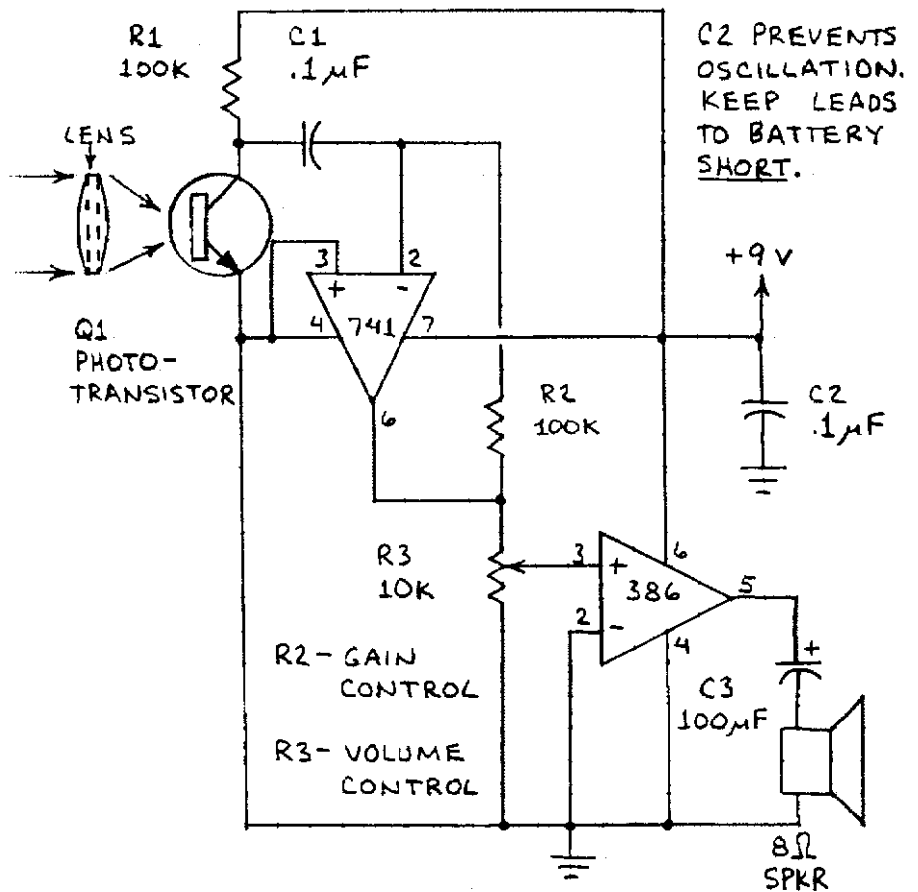 R1
100K
C1
.1µF
C2 PREVENTS
OSCILLATION.
KEEP LEADS
TO BATTERY
SHORT.
LENS
3
2
+
-
4
741
7
6
+9V
Q1
PHOTO-
TRANSISTOR
R2
100K
C2
.1µF
R3
10K
3
+
6
386
5
2
-
4
+
R2- GAIN
CONTROL
C3
100µF
R3- VOLUME
CONTROL
8Ω
SPKR